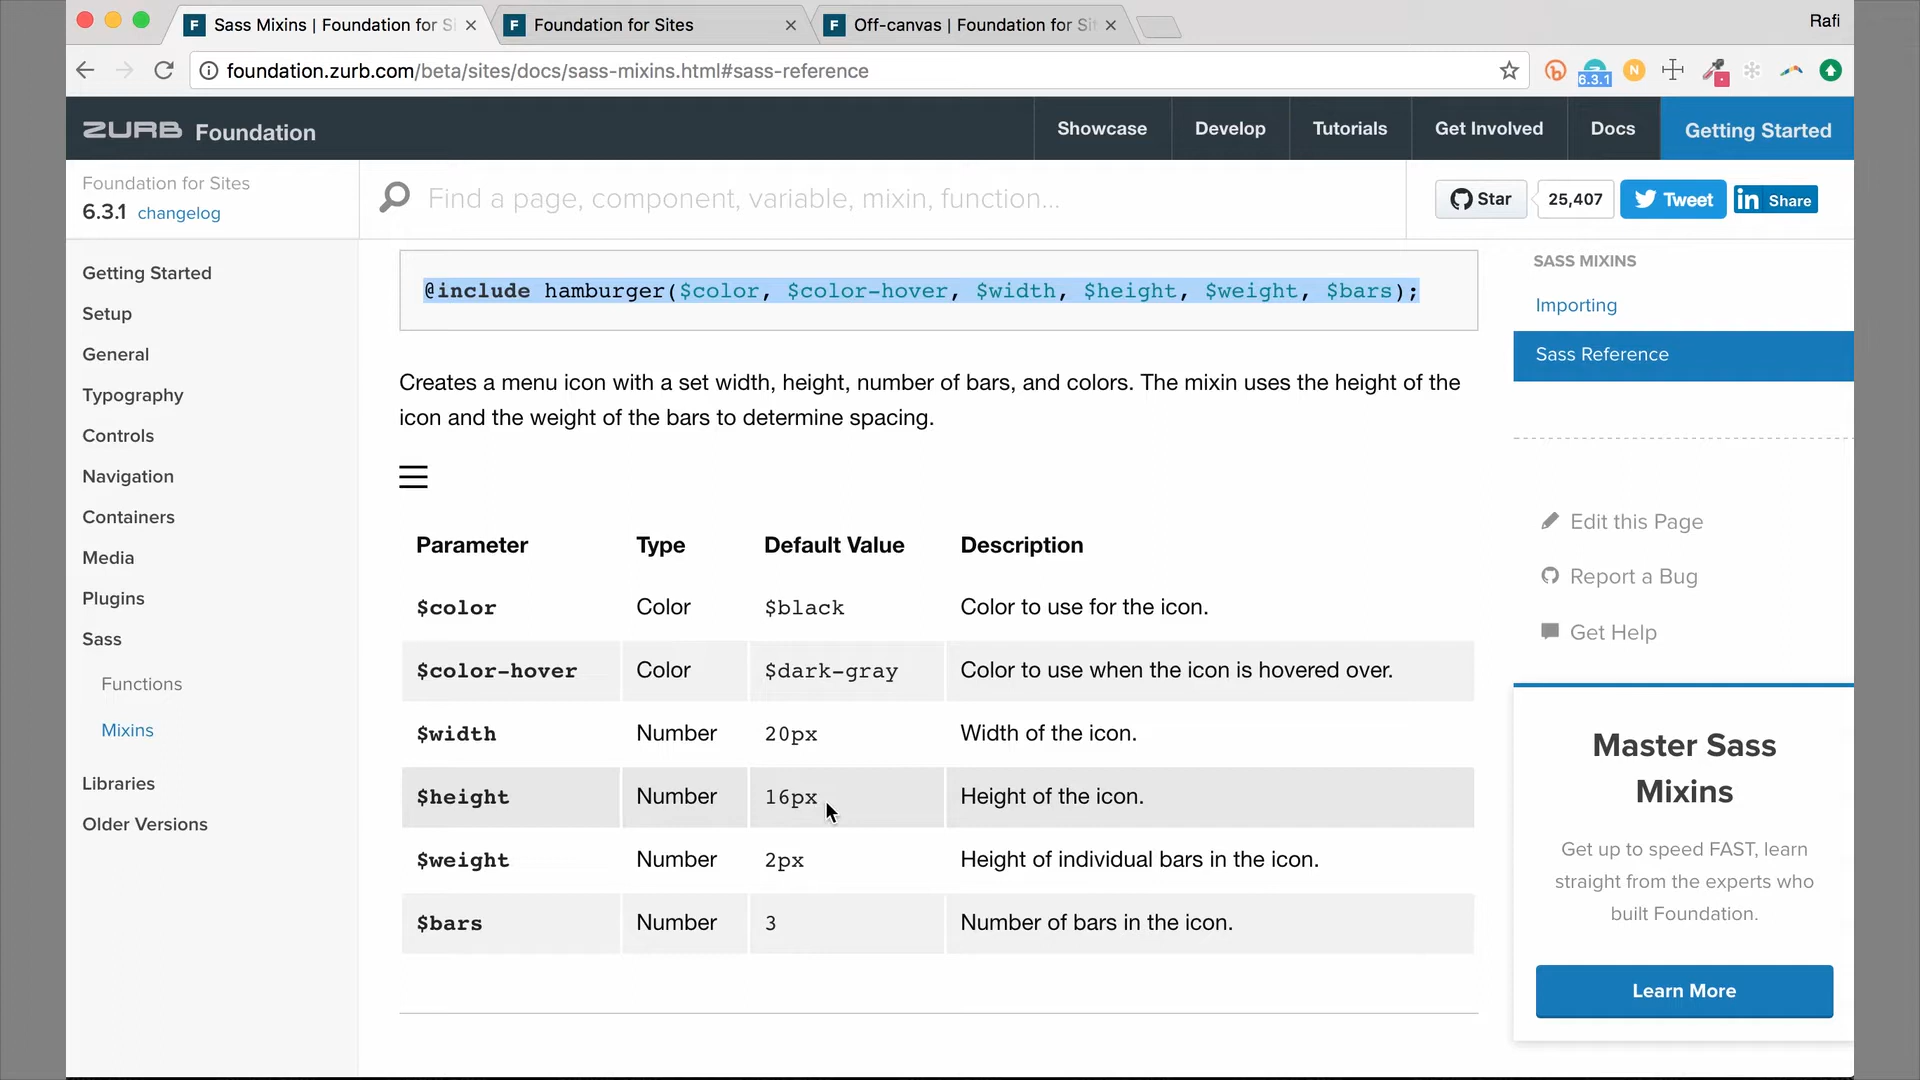 Sass Mixins | Foundation for Si
Foundation for Sites
Off-canvas | Foundation for Sit
Rafi
foundation.zurb.com/beta/sites/docs/sass-mixins.html#sass-reference
6.3.1
N
ZURB Foundation
Showcase
Develop
Tutorials
Get Involved
Docs
Getting Started
Foundation for Sites
6.3.1 changelog
Find a page, component, variable, mixin, function...
Star
25,407
Tweet
in Share
Getting Started
Setup
General
Typography
Controls
Navigation
Containers
Media
Plugins
Sass
Functions
Mixins
Libraries
Older Versions
@include hamburger($color, $color-hover, $width, $height, $weight, $bars);
Creates a menu icon with a set width, height, number of bars, and colors. The mixin uses the height of the
icon and the weight of the bars to determine spacing.
Parameter Type Default Value Description
$color Color $black Color to use for the icon.
$color-hover Color $dark-gray Color to use when the icon is hovered over.
$width Number 20px Width of the icon.
$height Number 16px Height of the icon.
$weight Number 2px Height of individual bars in the icon.
$bars Number 3 Number of bars in the icon.
SASS MIXINS
Importing
Sass Reference
Edit this Page
Report a Bug
Get Help
Master Sass
Mixins
Get up to speed FAST, learn
straight from the experts who
built Foundation.
Learn More